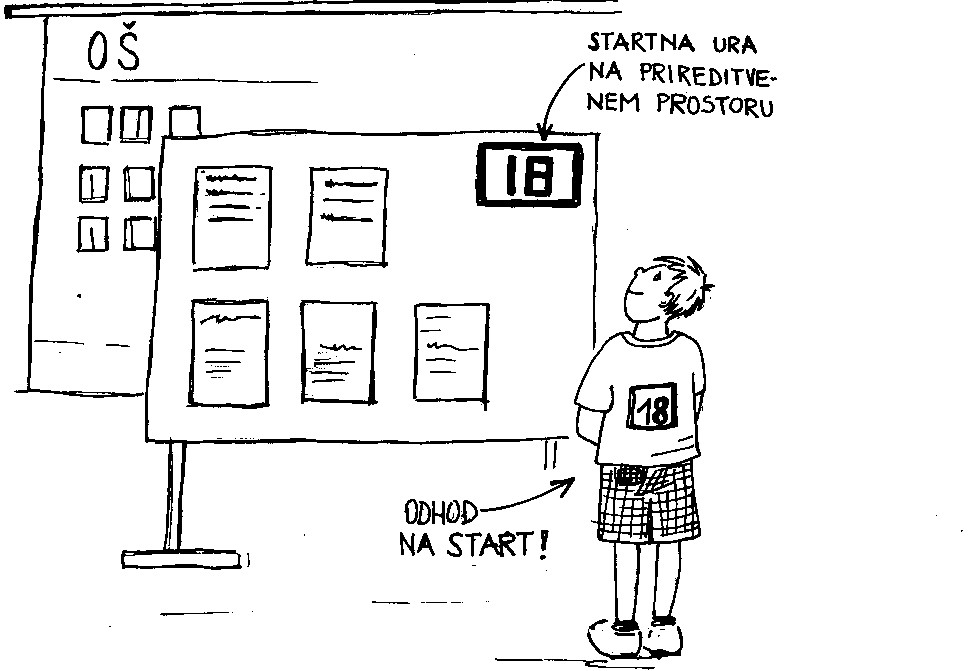 OŠ
STARTNA URA
NA PRIREDITVE-
NEM PROSTORU
18
18
ODHOD
NA START!